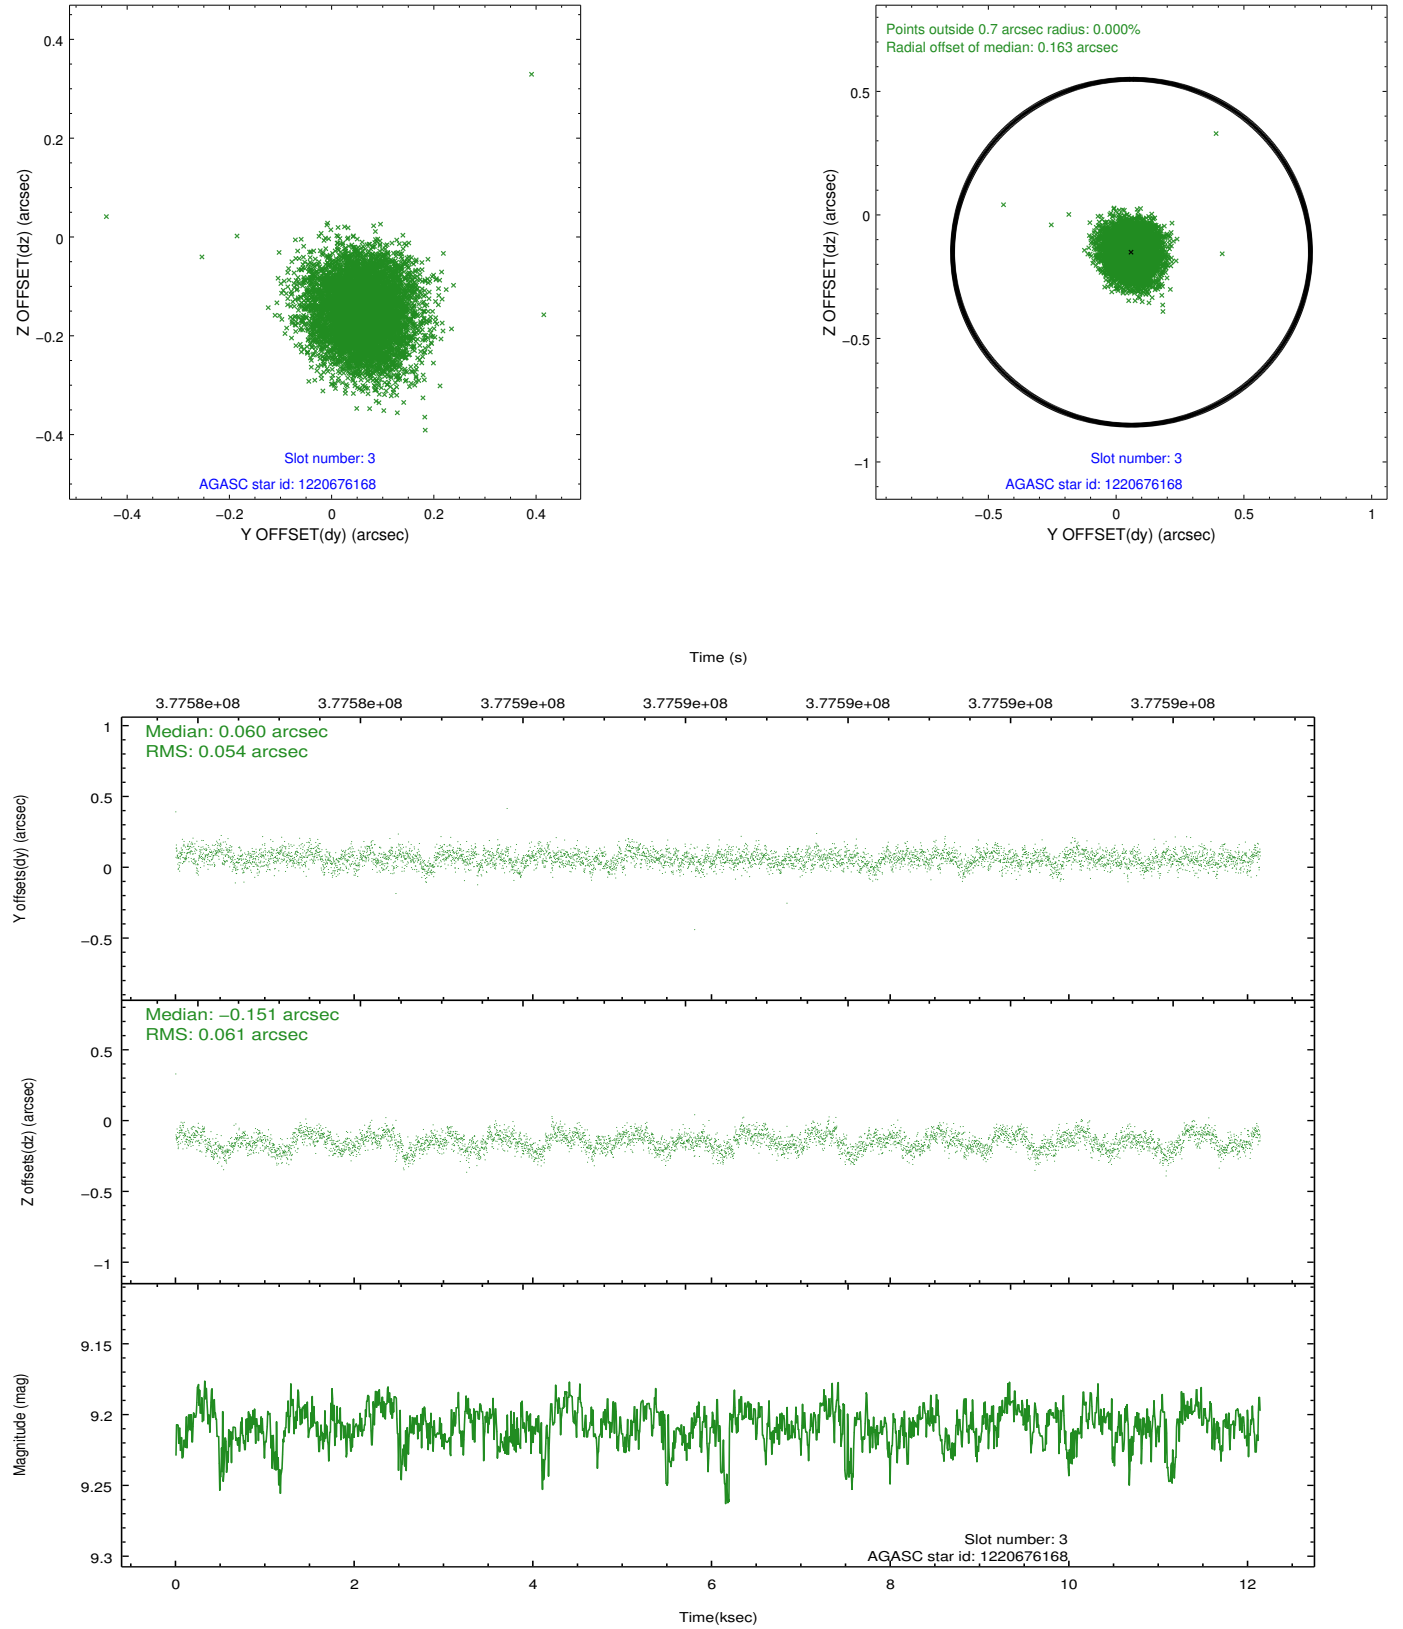 0.4
0.2
0
−0.2
−0.4
Z OFFSET(dz) (arcsec)
Slot number: 3
AGASC star id: 1220676168
−0.4 −0.2 0 0.2 0.4
Y OFFSET(dy) (arcsec)
Points outside 0.7 arcsec radius: 0.000%
Radial offset of median: 0.163 arcsec
0.5
0
−0.5
−1
Z OFFSET(dz) (arcsec)
Slot number: 3
AGASC star id: 1220676168
−0.5 0 0.5 1
Y OFFSET(dy) (arcsec)
Time (s)
3.7758e+08 3.7758e+08 3.7759e+08 3.7759e+08 3.7759e+08 3.7759e+08 3.7759e+08
Median: 0.060 arcsec
RMS: 0.054 arcsec
1
0.5
0
−0.5
Y offsets(dy) (arcsec)
Median: −0.151 arcsec
RMS: 0.061 arcsec
0.5
0
−0.5
−1
Z offsets(dz) (arcsec)
9.15
9.2
9.25
9.3
Magnitude (mag)
Slot number: 3
AGASC star id: 1220676168
0 2 4 6 8 10 12
Time(ksec)